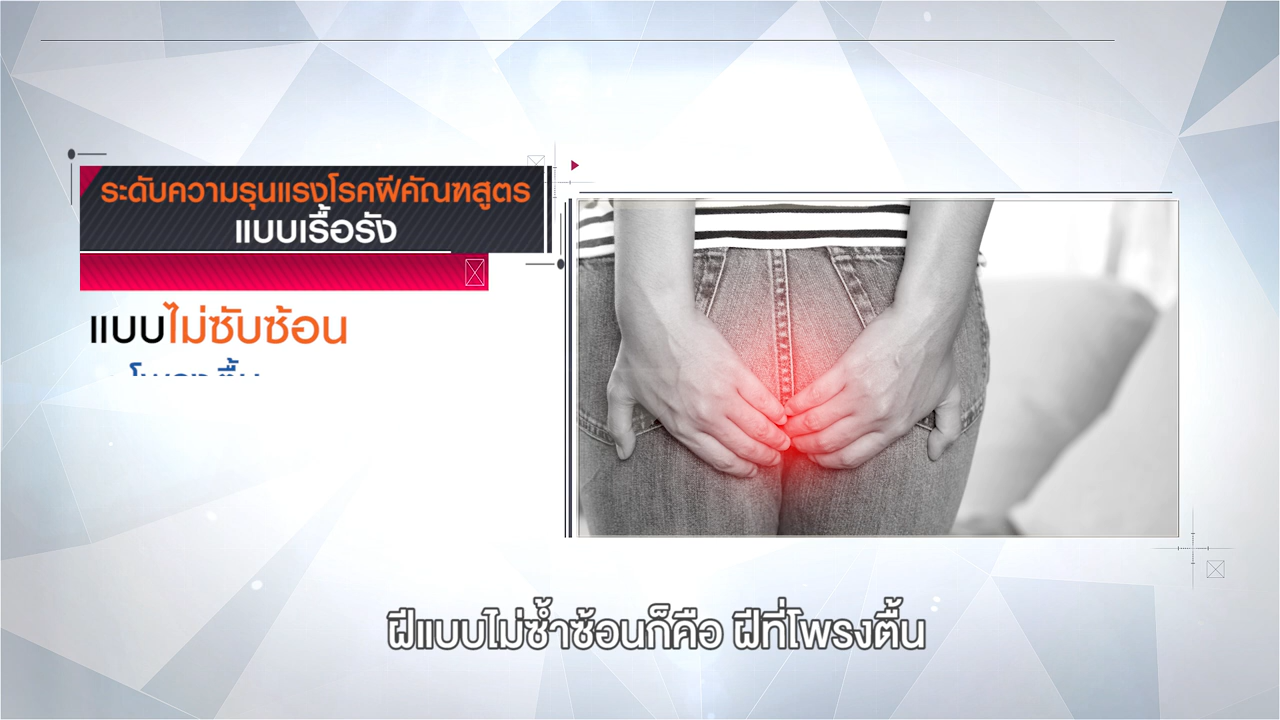 ระดับความรุนแรงโรคฝีคัณฑสูตร
แบบเรื้อรัง
แบบไม่ซับซ้อน
ฝีแบบไม่ซ้ำซ้อนก็คือ ฝีที่โพรงตื้น